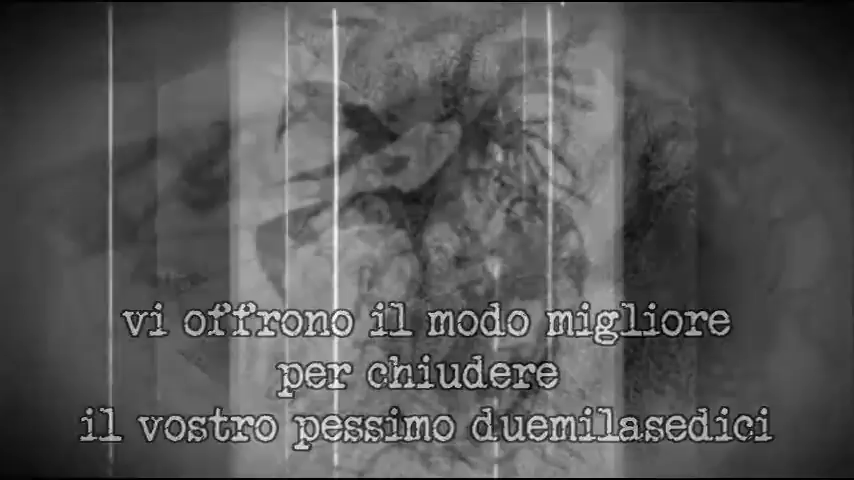 vi offrono il modo migliore
per chiudere
il vostro pessimo duemilasedici